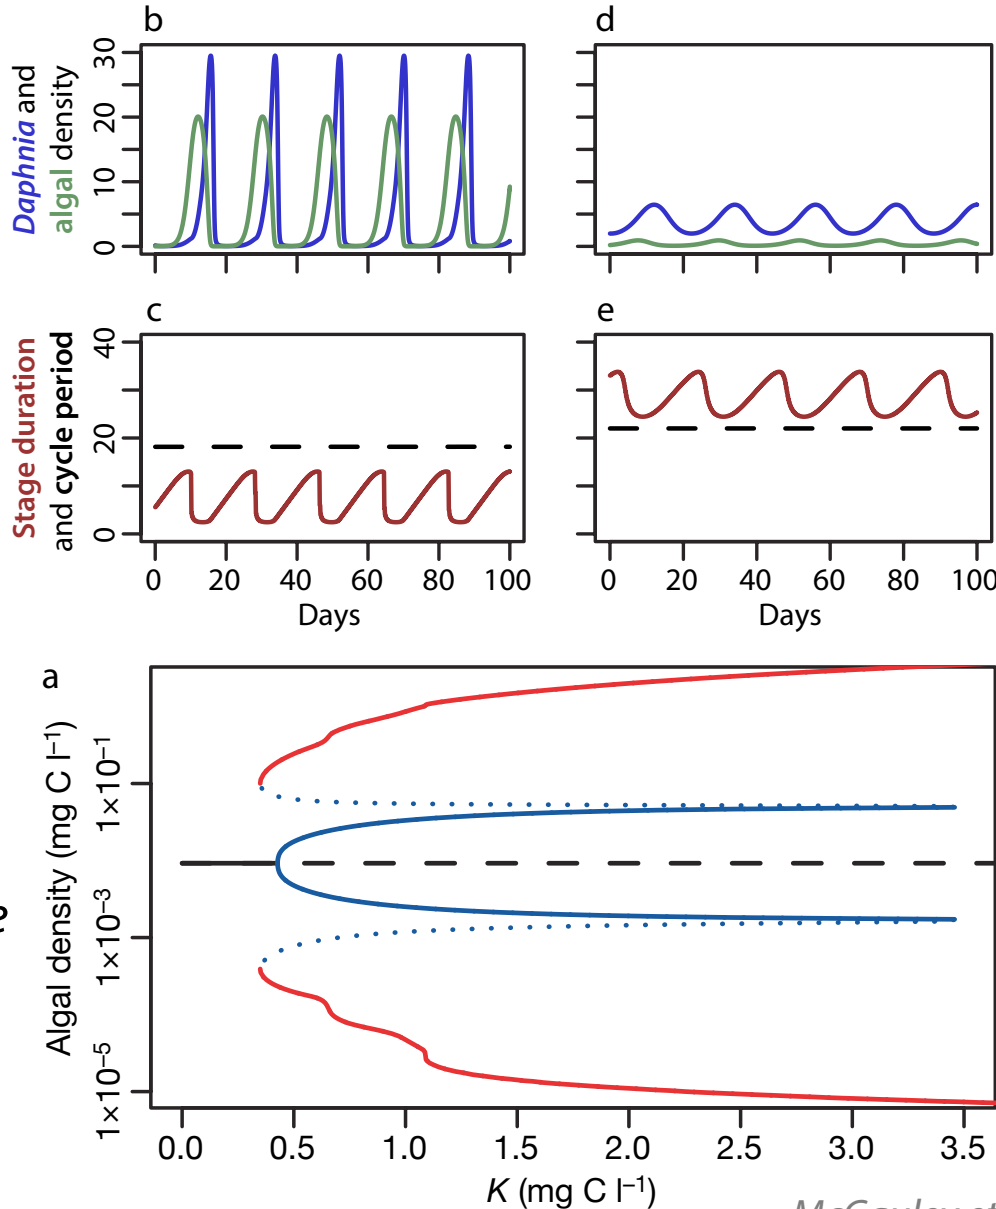 b
d
Daphnia and
algal density
0 10 20 30
c
e
Stage duration
and cycle period
0 20 40
0 20 40 60 80 100
0 20 40 60 80 100
Days
Days
a
Algal density (mg C l⁻¹)
1×10⁻¹
1×10⁻³
1×10⁻⁵
0.0 0.5 1.0 1.5 2.0 2.5 3.0 3.5
K (mg C l⁻¹)